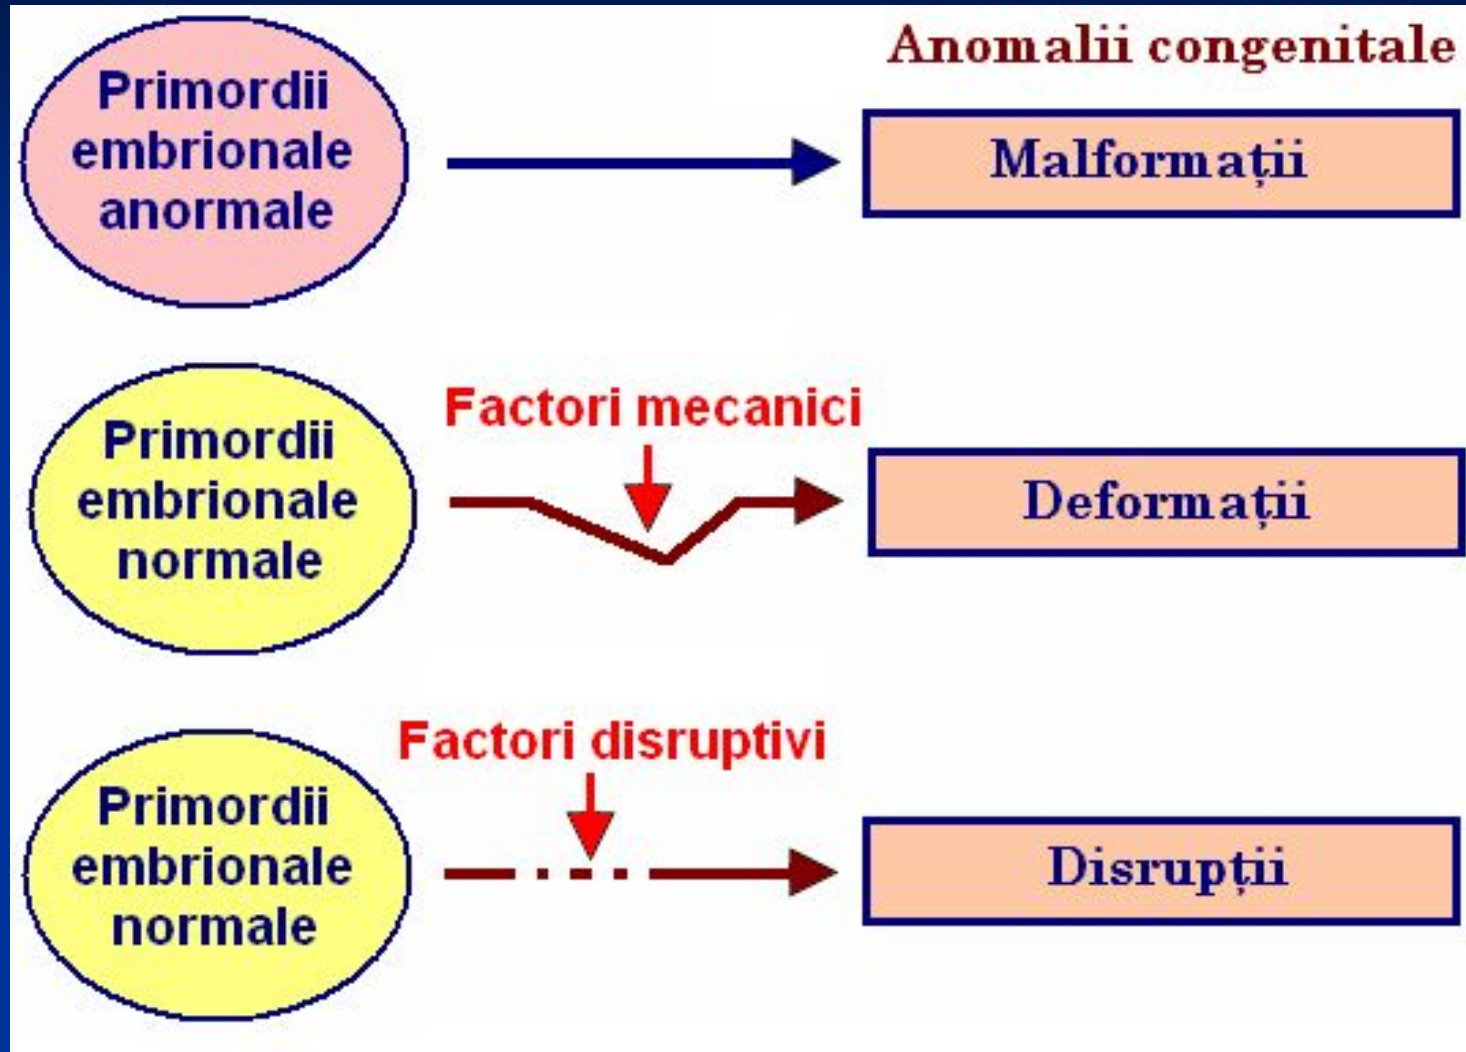 Anomalii congenitale
Primordii
embrionale
anormale
Malformații
Factori mecanici
Primordii
embrionale
normale
Deformații
Factori disruptivi
Primordii
embrionale
normale
Disrupții